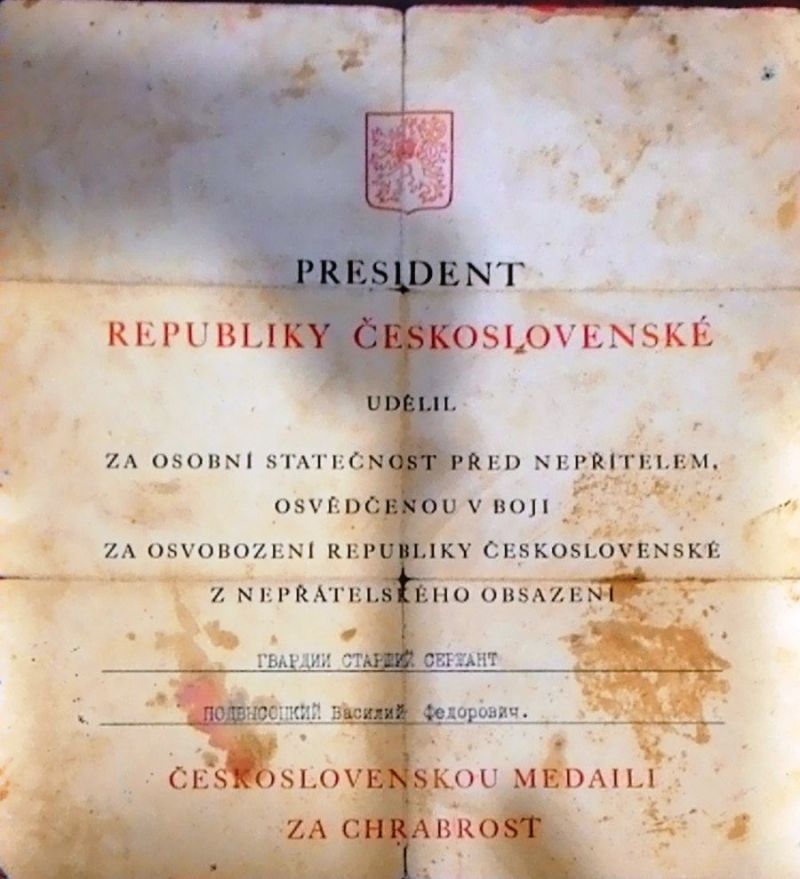 PRESIDENT
REPUBLIKY ČESKOSLOVENSKÉ
UDĚLIL
ZA OSOBNÍ STATEČNOST PŘED NEPŘÍTELEM,
OSVĚDČENOU V BOJI
ZA OSVOBOZENÍ REPUBLIKY ČESKOSLOVENSKÉ
Z NEPŘÁTELSKÉHO OBSAZENÍ
ГВАРДИИ СТАРШИЙ СЕРЖАНТ
ПОДВЫСОЦКИЙ Василий Федорович.
ČESKOSLOVENSKOU MEDAILI
ZA CHRABROST